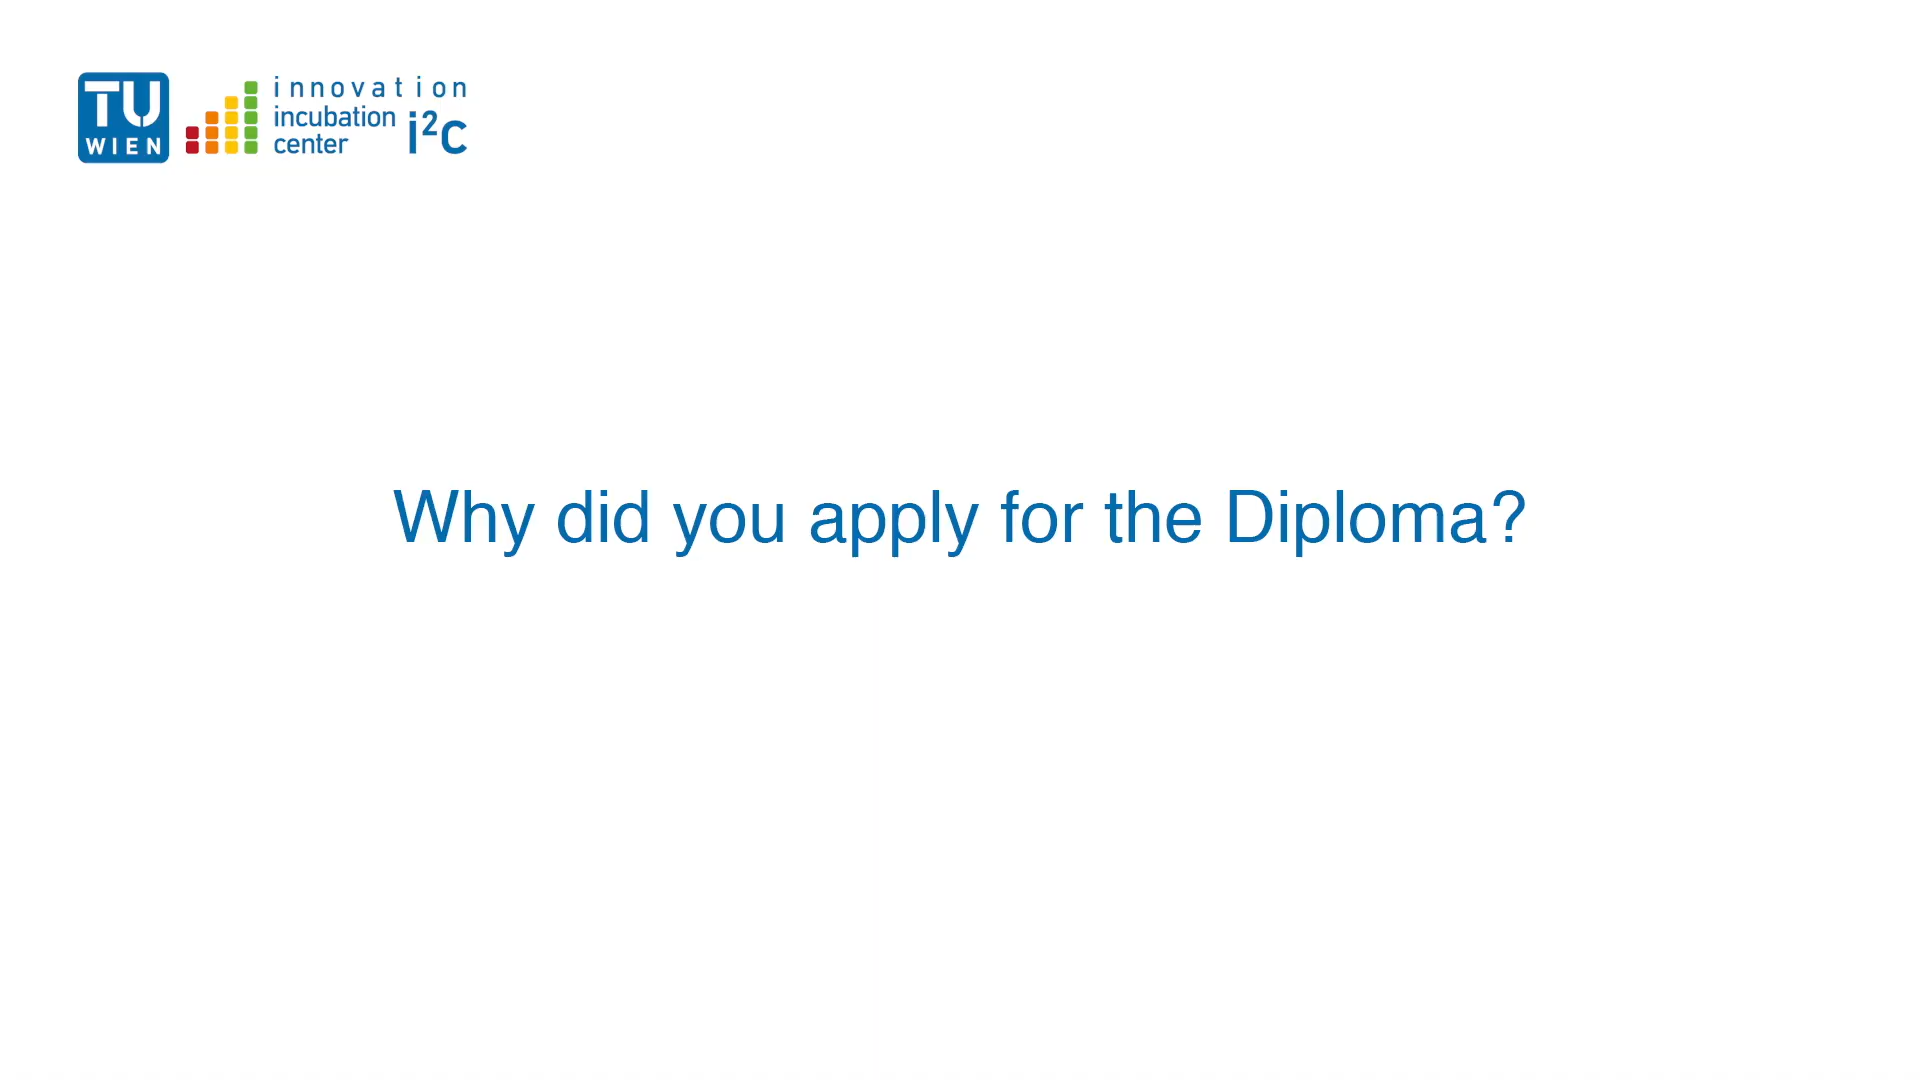 TU
WIEN
innovation
incubation
center
i²c
Why did you apply for the Diploma?